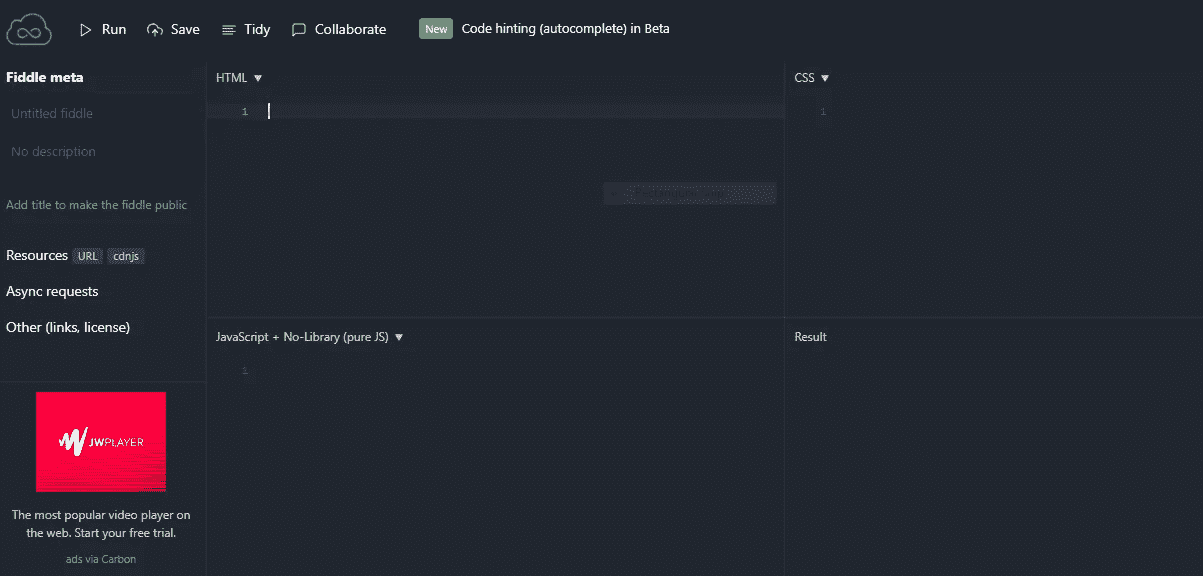 Run Save Tidy Collaborate New Code hinting (autocomplete) in Beta
Fiddle meta
Untitled fiddle
No description
Add title to make the fiddle public
Resources URL cdnjs
Async requests
Other (links, license)
JWPLAYER
The most popular video player on
the web. Start your free trial.
ads via Carbon
HTML ▼
1
CSS ▼
1
JavaScript + No-Library (pure JS) ▼
1
Result